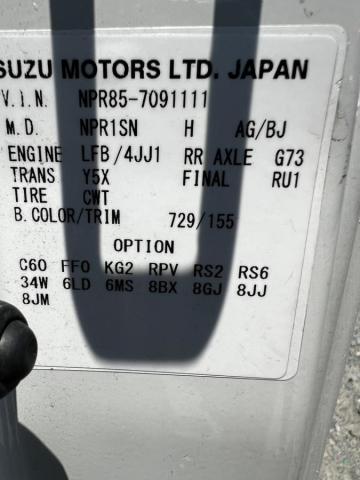 SUZU MOTORS LTD. JAPAN
V.I.N. NPR85-7091111
M.D. NPR1SN H AG/BJ
ENGINE LFB/4JJ1 RR AXLE G73
TRANS Y5X FINAL RU1
TIRE CWT
B.COLOR/TRIM 729/155
OPTION
C60 FF0 KG2 RPV RS2 RS6
34W 6LD 6MS 8BX 8GJ 8JJ
8JM